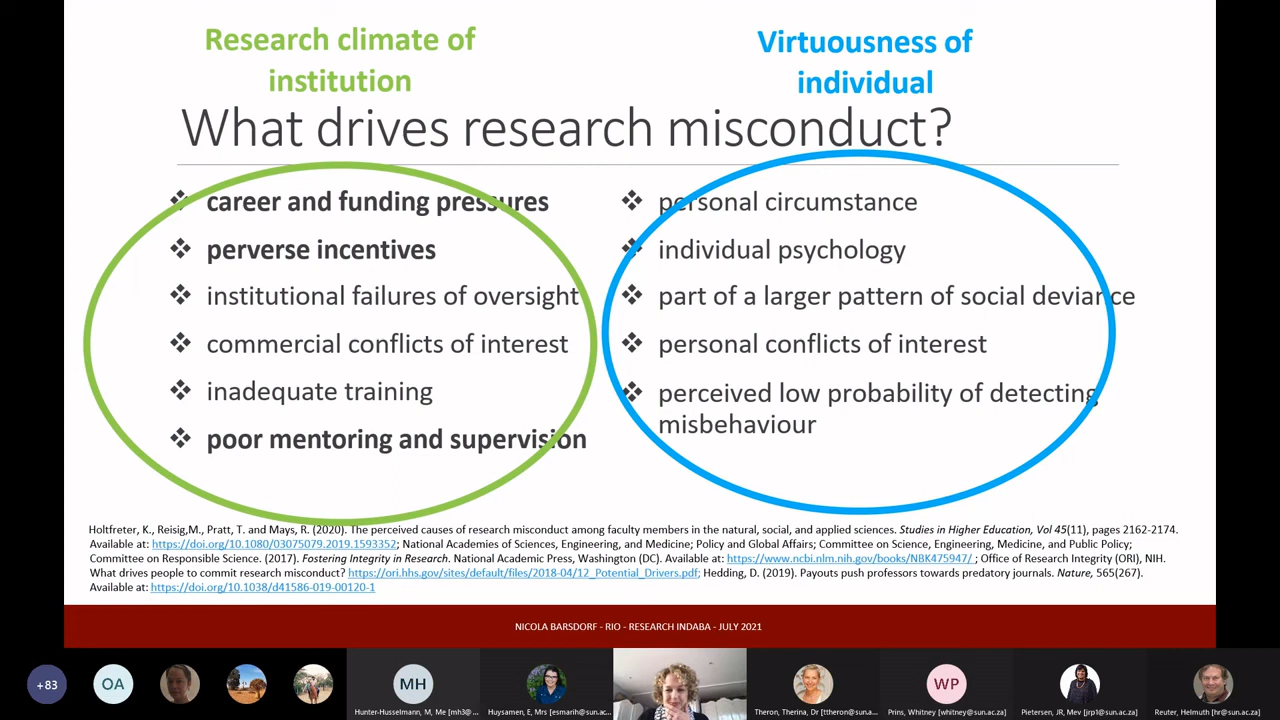 Research climate of
institution
Virtuousness of
individual
What drives research misconduct?
❖ career and funding pressures
❖ perverse incentives
❖ institutional failures of oversight
❖ commercial conflicts of interest
❖ inadequate training
❖ poor mentoring and supervision
❖ personal circumstance
❖ individual psychology
❖ part of a larger pattern of social deviance
❖ personal conflicts of interest
❖ perceived low probability of detecting
misbehaviour
Holtfreter, K., Reisig,M., Pratt, T. and Mays, R. (2020). The perceived causes of research misconduct among faculty members in the natural, social, and applied sciences. Studies in Higher Education, Vol 45(11), pages 2162-2174.
Available at: https://doi.org/10.1080/03075079.2019.1593352; National Academies of Sciences, Engineering, and Medicine; Policy and Global Affairs; Committee on Science, Engineering, Medicine, and Public Policy;
Committee on Responsible Science. (2017). Fostering Integrity in Research. National Academic Press, Washington (DC). Available at: https://www.ncbi.nlm.nih.gov/books/NBK475947/ ; Office of Research Integrity (ORI), NIH.
What drives people to commit research misconduct? https://ori.hhs.gov/sites/default/files/2018-04/12_Potential_Drivers.pdf; Hedding, D. (2019). Payouts push professors towards predatory journals. Nature, 565(267).
Available at: https://doi.org/10.1038/d41586-019-00120-1
NICOLA BARSDORF - RIO - RESEARCH INDABA - JULY 2021
+83
OA
MH
WP
Hunter-Husselmann, M, Me [mh3@...
Huysamen, E, Mrs [esmarih@sun.ac...
Theron, Therina, Dr [ttheron@sun.a...
Prins, Whitney [whitney@sun.ac.za]
Pietersen, JR, Mev [jrp1@sun.ac.za]
Reuter, Helmuth [hr@sun.ac.za]